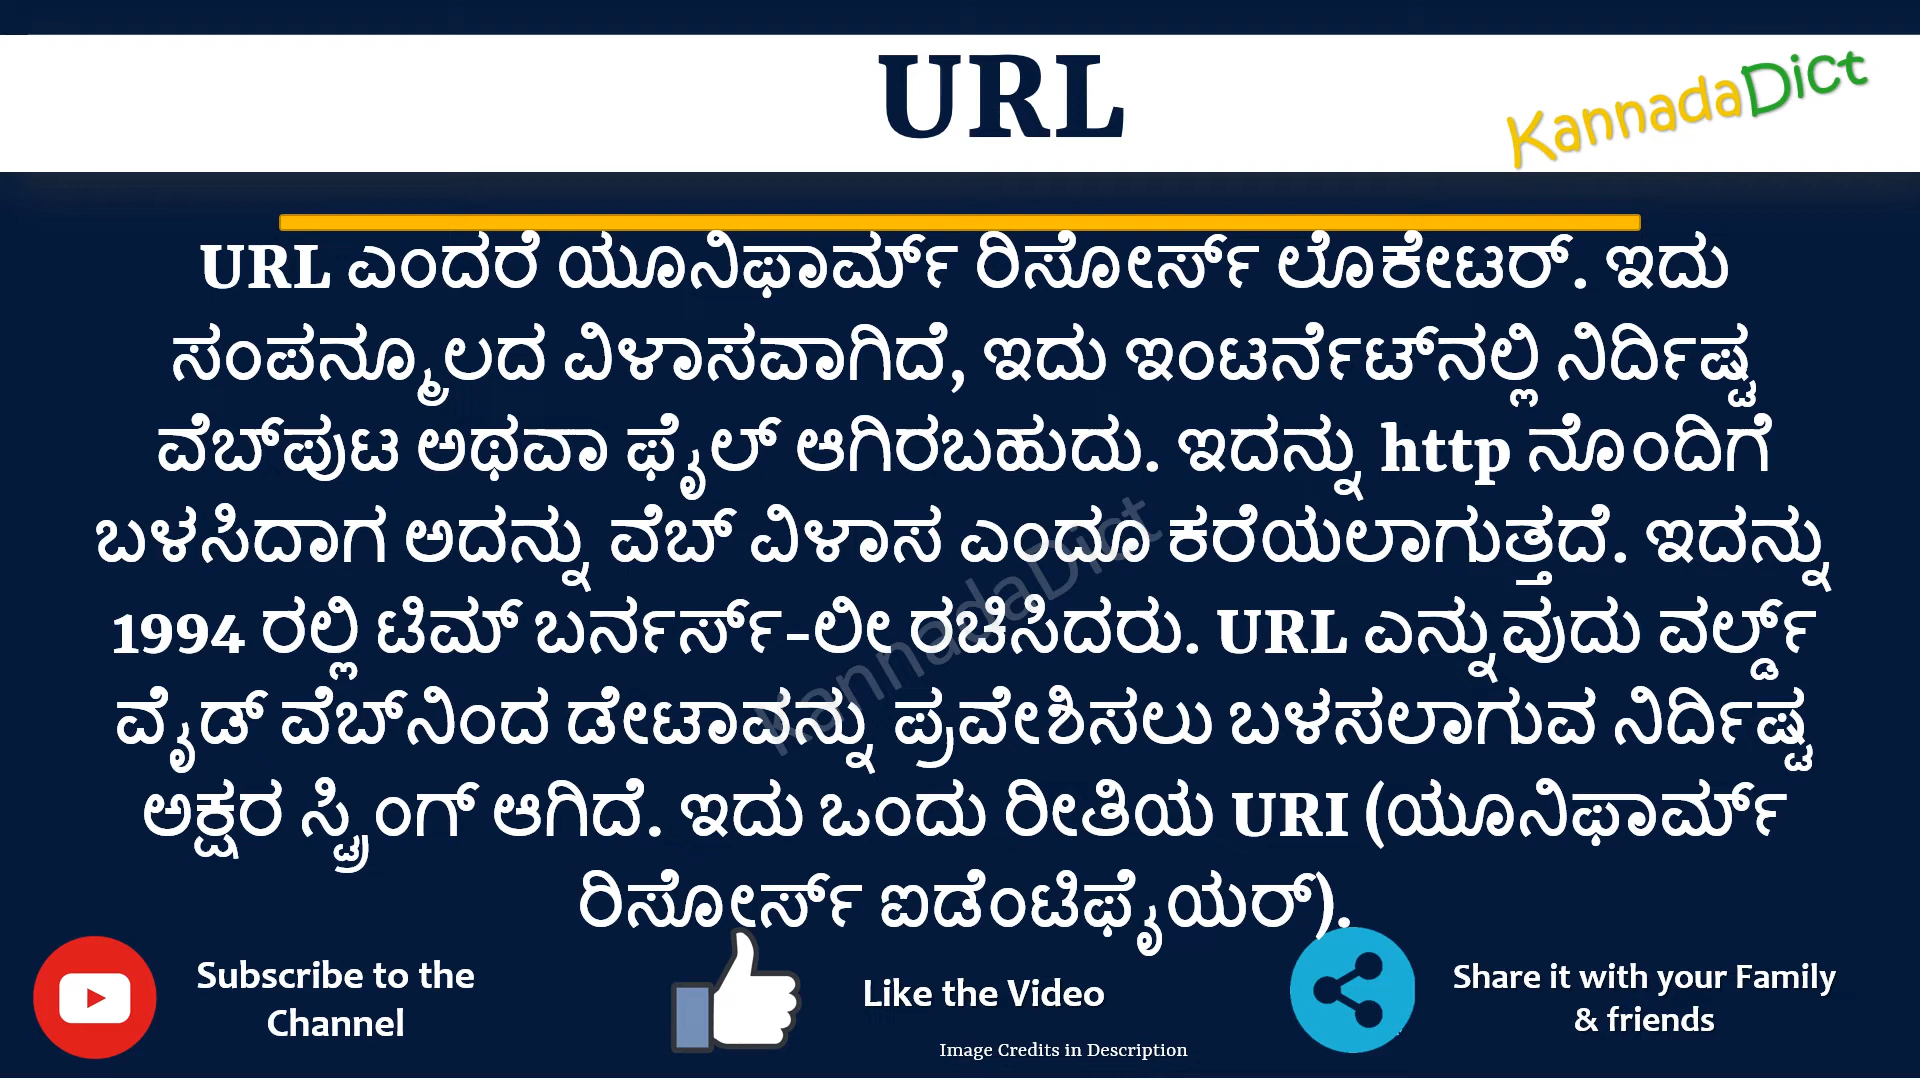 URL
KannadaDict
URL ಎಂದರೆ ಯೂನಿಫಾರ್ಮ್ ರಿಸೋರ್ಸ್ ಲೊಕೇಟರ್. ಇದು
ಸಂಪನ್ಮೂಲದ ವಿಳಾಸವಾಗಿದೆ, ಇದು ಇಂಟರ್ನೆಟ್‌ನಲ್ಲಿ ನಿರ್ದಿಷ್ಟ
ವೆಬ್‌ಪುಟ ಅಥವಾ ಫೈಲ್ ಆಗಿರಬಹುದು. ಇದನ್ನು http ನೊಂದಿಗೆ
ಬಳಸಿದಾಗ ಅದನ್ನು ವೆಬ್ ವಿಳಾಸ ಎಂದೂ ಕರೆಯಲಾಗುತ್ತದೆ. ಇದನ್ನು
1994 ರಲ್ಲಿ ಟಿಮ್ ಬರ್ನರ್ಸ್-ಲೀ ರಚಿಸಿದರು. URL ಎನ್ನುವುದು ವರ್ಲ್ಡ್
ವೈಡ್ ವೆಬ್‌ನಿಂದ ಡೇಟಾವನ್ನು ಪ್ರವೇಶಿಸಲು ಬಳಸಲಾಗುವ ನಿರ್ದಿಷ್ಟ
ಅಕ್ಷರ ಸ್ಟ್ರಿಂಗ್ ಆಗಿದೆ. ಇದು ಒಂದು ರೀತಿಯ URI (ಯೂನಿಫಾರ್ಮ್
ರಿಸೋರ್ಸ್ ಐಡೆಂಟಿಫೈಯರ್).
KannadaDict
Subscribe to the
Channel
Like the Video
Share it with your Family
& friends
Image Credits in Description